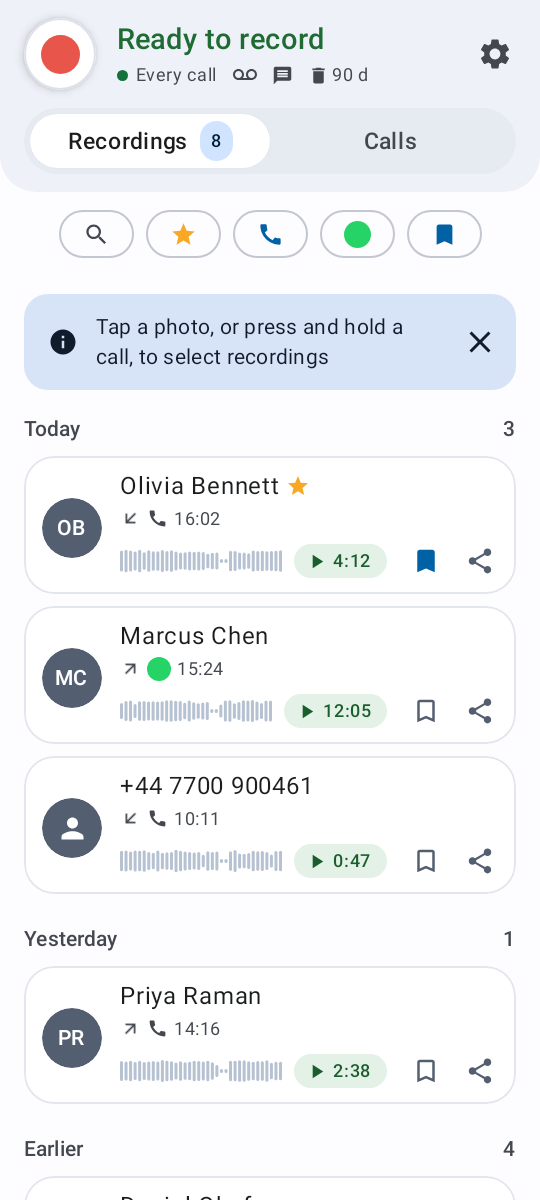 Ready to record
Every call 90 d
Recordings 8 Calls
Tap a photo, or press and hold a
call, to select recordings
Today 3
OB Olivia Bennett
16:02
4:12
MC Marcus Chen
15:24
12:05
+44 7700 900461
10:11
0:47
Yesterday 1
PR Priya Raman
14:16
2:38
Earlier 4